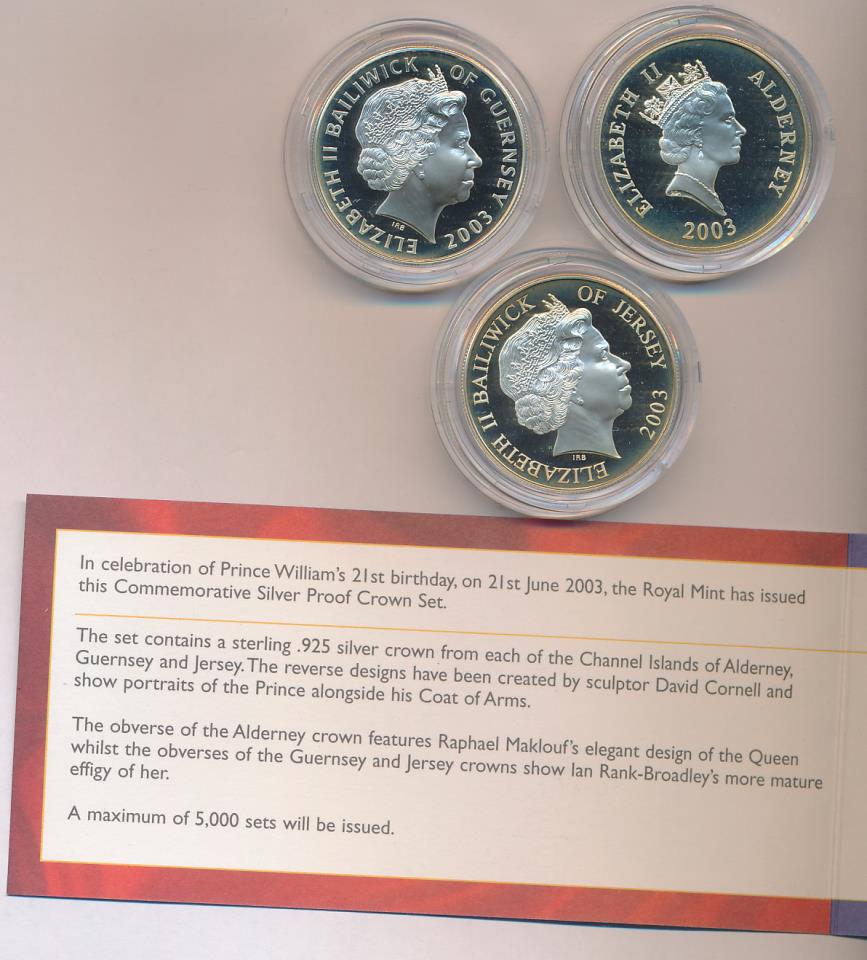 ELIZABETH II BAILIWICK OF GUERNSEY 2003
IRB
ELIZABETH II ALDERNEY
2003
ELIZABETH II BAILIWICK OF JERSEY 2003
IRB
In celebration of Prince William's 21st birthday, on 21st June 2003, the Royal Mint has issued
this Commemorative Silver Proof Crown Set.
The set contains a sterling .925 silver crown from each of the Channel Islands of Alderney,
Guernsey and Jersey. The reverse designs have been created by sculptor David Cornell and
show portraits of the Prince alongside his Coat of Arms.
The obverse of the Alderney crown features Raphael Maklouf's elegant design of the Queen
whilst the obverses of the Guernsey and Jersey crowns show Ian Rank-Broadley's more mature
effigy of her.
A maximum of 5,000 sets will be issued.